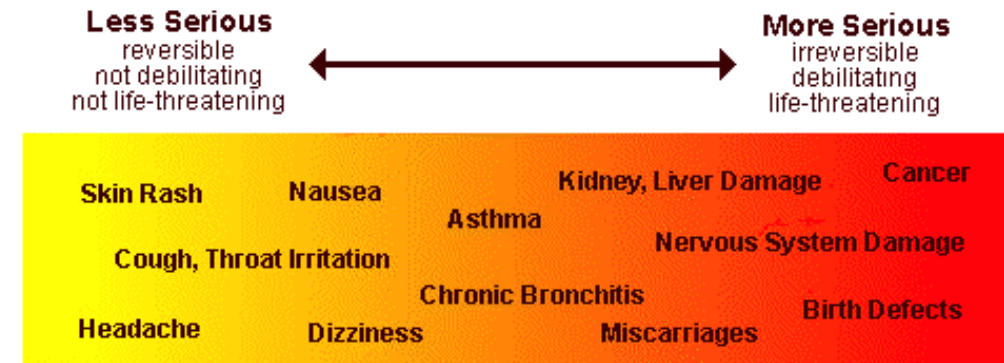 Less Serious
reversible
not debilitating
not life-threatening
More Serious
irreversible
debilitating
life-threatening
Skin Rash
Nausea
Kidney, Liver Damage
Cancer
Asthma
Nervous System Damage
Cough, Throat Irritation
Chronic Bronchitis
Birth Defects
Headache
Dizziness
Miscarriages